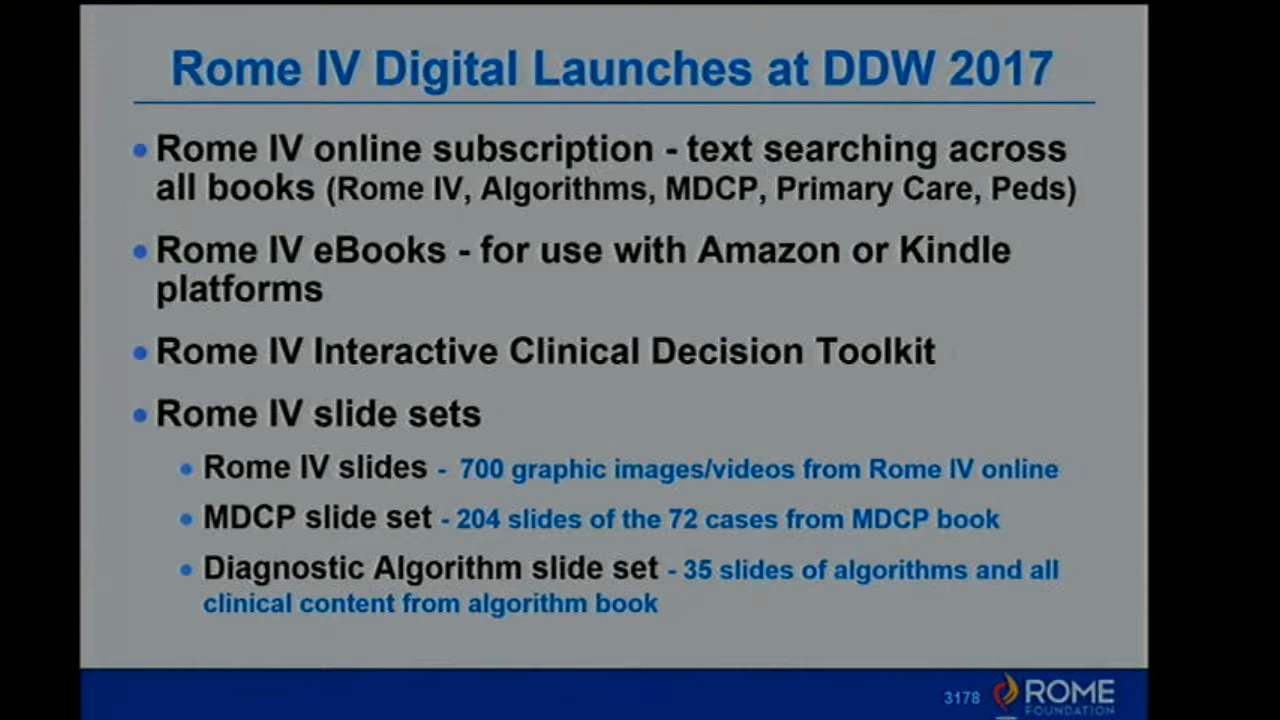 Rome IV Digital Launches at DDW 2017
• Rome IV online subscription - text searching across
all books (Rome IV, Algorithms, MDCP, Primary Care, Peds)
• Rome IV eBooks - for use with Amazon or Kindle
platforms
• Rome IV Interactive Clinical Decision Toolkit
• Rome IV slide sets
• Rome IV slides - 700 graphic images/videos from Rome IV online
• MDCP slide set - 204 slides of the 72 cases from MDCP book
• Diagnostic Algorithm slide set - 35 slides of algorithms and all
clinical content from algorithm book
3178
ROME
FOUNDATION